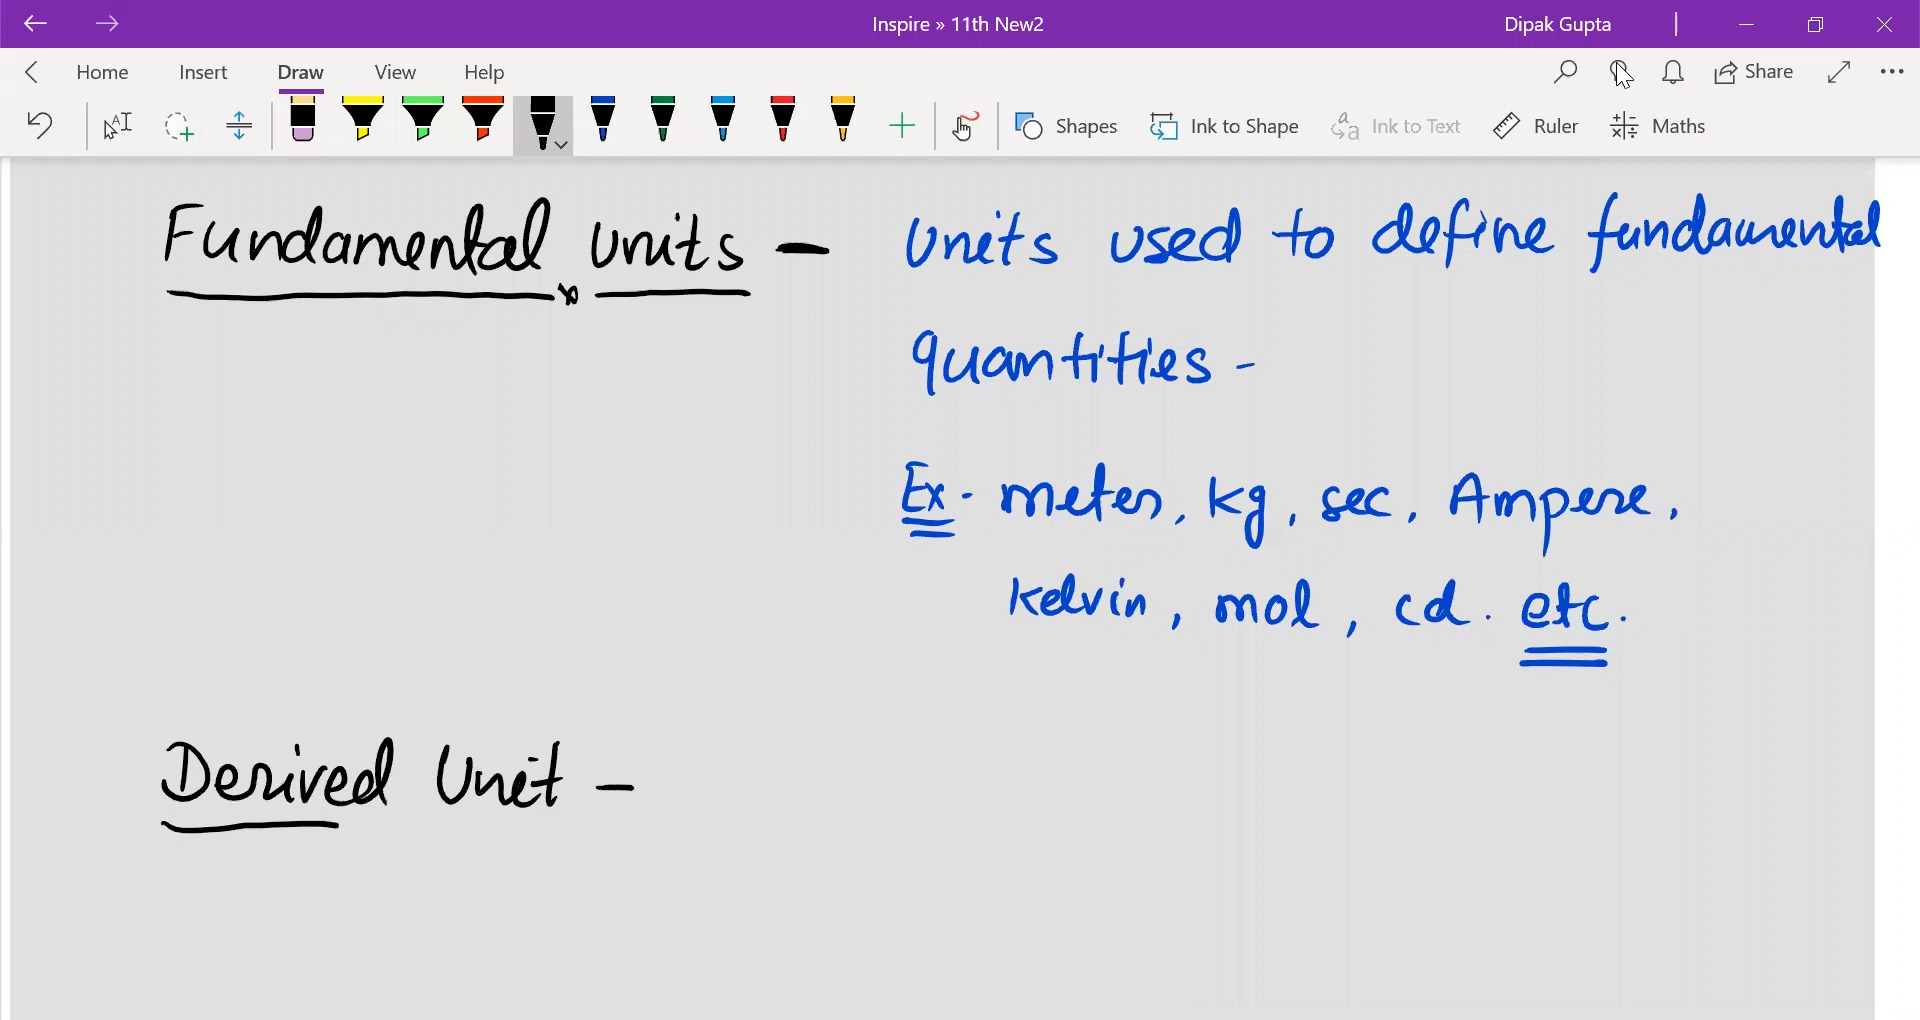 Inspire » 11th New2
Dipak Gupta
Home Insert Draw View Help
Share
Shapes Ink to Shape Ink to Text Ruler Maths
Fundamental units - Units used to define fundamental
quantities -
Ex - meter, kg, sec, Ampere,
Kelvin, mol, cd. etc.
Derived Unit -